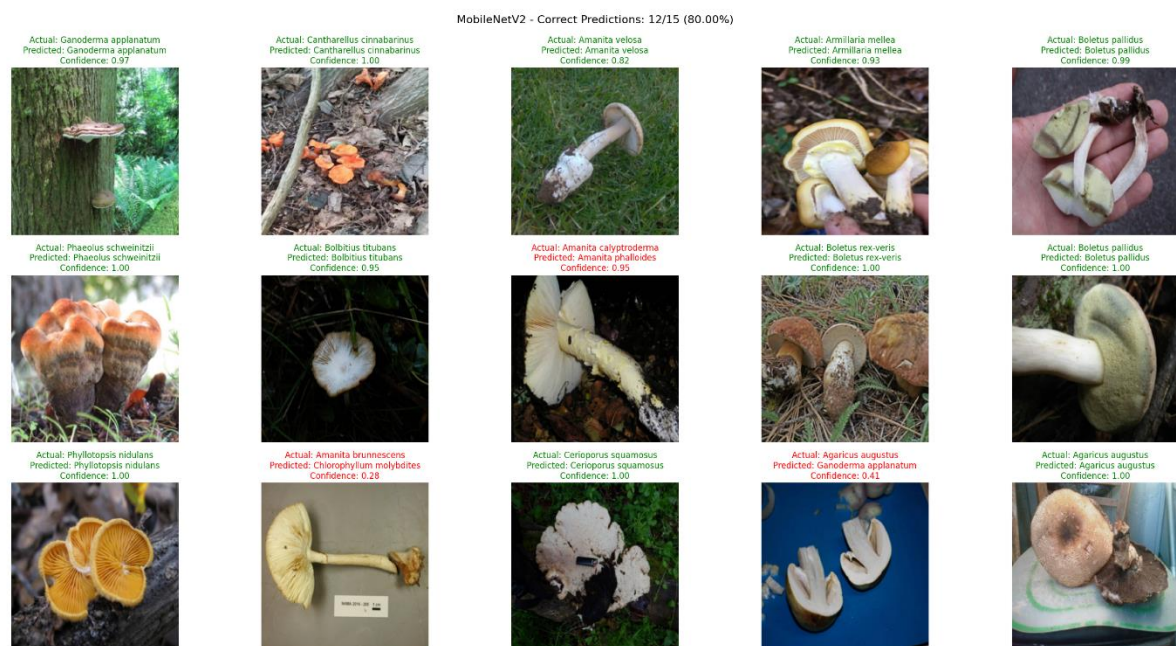 MobileNetV2 - Correct Predictions: 12/15 (80.00%)
Actual: Ganoderma applanatum
Predicted: Ganoderma applanatum
Confidence: 0.97
Actual: Cantharellus cinnabarinus
Predicted: Cantharellus cinnabarinus
Confidence: 1.00
Actual: Amanita velosa
Predicted: Amanita velosa
Confidence: 0.82
Actual: Armillaria mellea
Predicted: Armillaria mellea
Confidence: 0.93
Actual: Boletus pallidus
Predicted: Boletus pallidus
Confidence: 0.99
Actual: Phaeolus schweinitzii
Predicted: Phaeolus schweinitzii
Confidence: 1.00
Actual: Bolbitius titubans
Predicted: Bolbitius titubans
Confidence: 0.95
Actual: Amanita calyptroderma
Predicted: Amanita phalloides
Confidence: 0.95
Actual: Boletus rex-veris
Predicted: Boletus rex-veris
Confidence: 1.00
Actual: Boletus pallidus
Predicted: Boletus pallidus
Confidence: 1.00
Actual: Phyllotopsis nidulans
Predicted: Phyllotopsis nidulans
Confidence: 1.00
Actual: Amanita brunnescens
Predicted: Chlorophyllum molybdites
Confidence: 0.28
Actual: Cerioporus squamosus
Predicted: Cerioporus squamosus
Confidence: 1.00
Actual: Agaricus augustus
Predicted: Ganoderma applanatum
Confidence: 0.41
Actual: Agaricus augustus
Predicted: Agaricus augustus
Confidence: 1.00